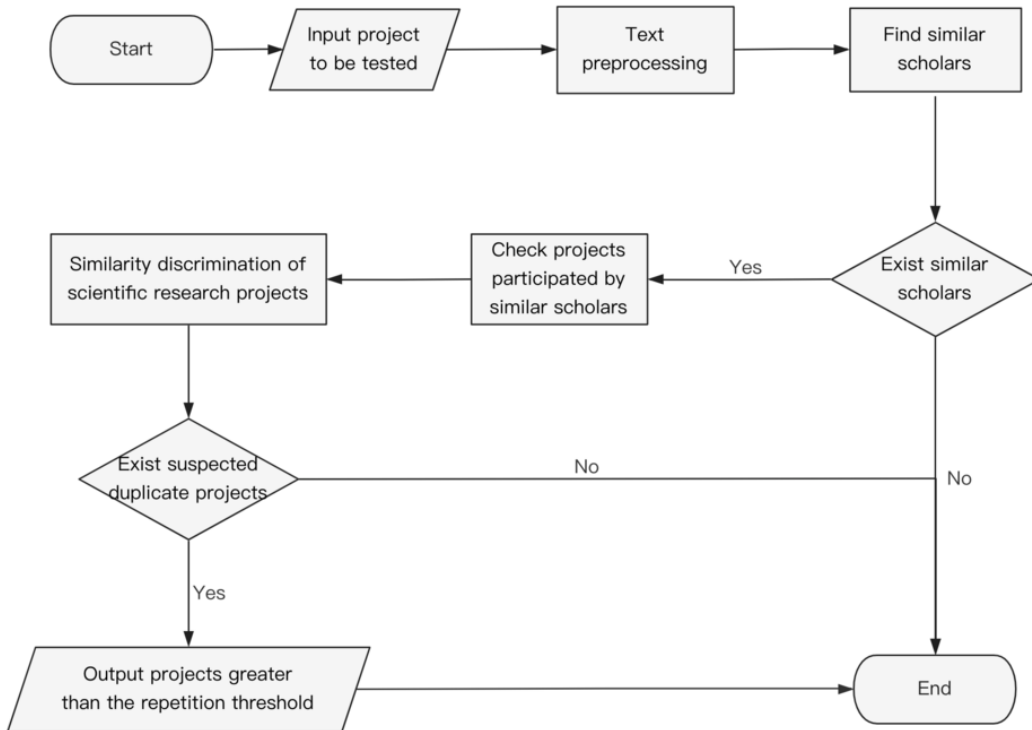 Start
Input project
to be tested
Text
preprocessing
Find similar
scholars
Exist similar
scholars
Yes
Check projects
participated by
similar scholars
Similarity discrimination of
scientific research projects
Exist suspected
duplicate projects
No
No
Yes
Output projects greater
than the repetition threshold
End